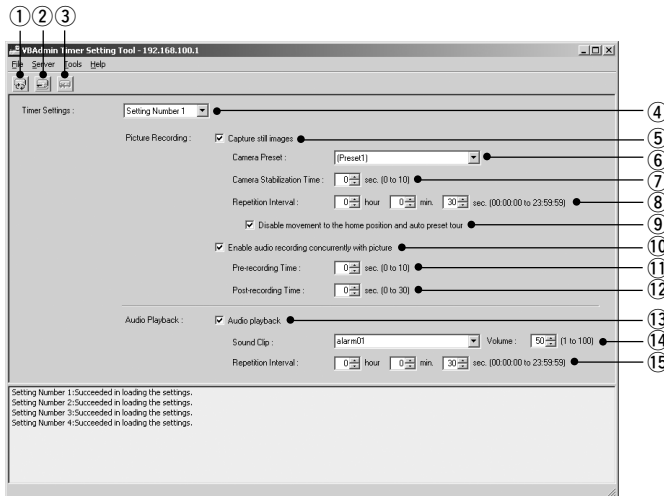 ① ② ③
VBAdmin Timer Setting Tool - 192.168.100.1
File Server Tools Help
Timer Settings : Setting Number 1 ④
Picture Recording : Capture still images ⑤
Camera Preset : (Preset1) ⑥
Camera Stabilization Time : 0 sec. (0 to 10) ⑦
Repetition Interval : 0 hour 0 min. 30 sec. (00:00:00 to 23:59:59) ⑧
Disable movement to the home position and auto preset tour ⑨
Enable audio recording concurrently with picture ⑩
Pre-recording Time : 0 sec. (0 to 10) ⑪
Post-recording Time : 0 sec. (0 to 30) ⑫
Audio Playback : Audio playback ⑬
Sound Clip : alarm01 Volume : 50 (1 to 100) ⑭
Repetition Interval : 0 hour 0 min. 30 sec. (00:00:00 to 23:59:59) ⑮
Setting Number 1:Succeeded in loading the settings.
Setting Number 2:Succeeded in loading the settings.
Setting Number 3:Succeeded in loading the settings.
Setting Number 4:Succeeded in loading the settings.